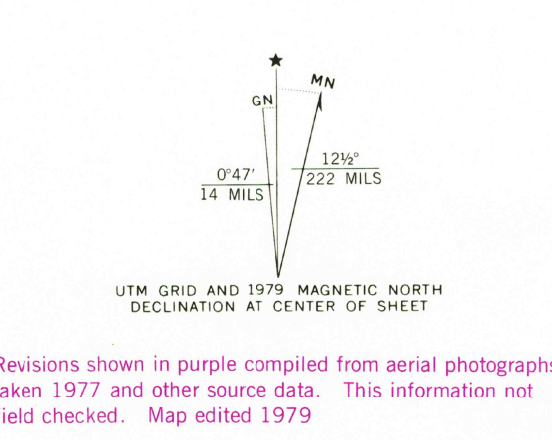 MN
GN
0°47'
14 MILS
12½°
222 MILS
UTM GRID AND 1979 MAGNETIC NORTH
DECLINATION AT CENTER OF SHEET
Revisions shown in purple compiled from aerial photographs
taken 1977 and other source data. This information not
field checked. Map edited 1979